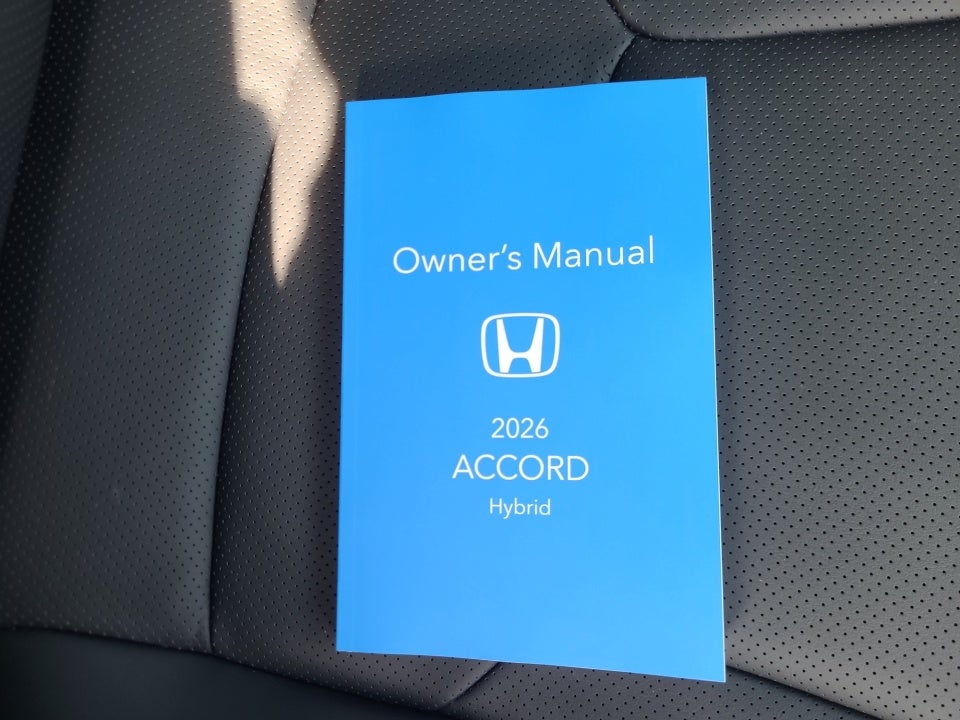 Owner's Manual
2026
ACCORD
Hybrid